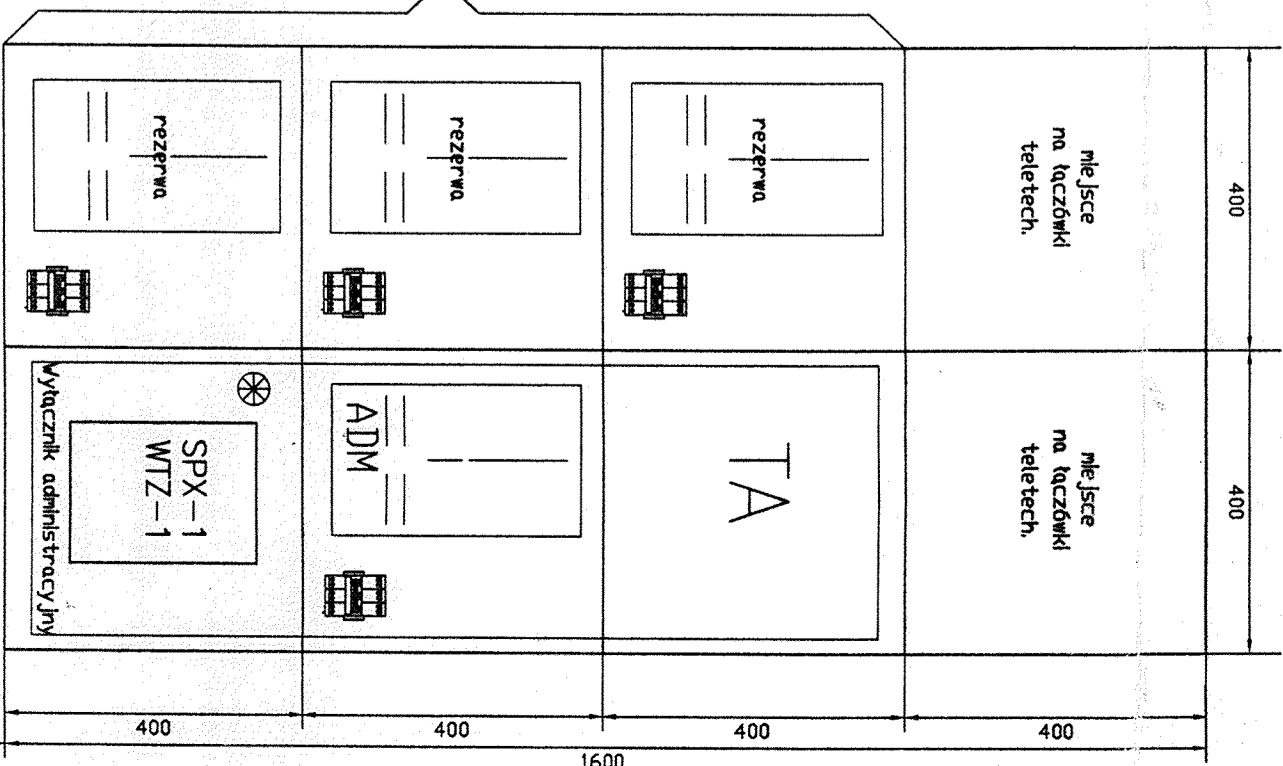 400
400
miejsce
na łączówki
teletech.
miejsce
na łączówki
teletech.
rezerwa
TA
rezerwa
ADM
rezerwa
SPX-1
WTZ-1
Wyłącznik administracyjny
400
400
400
400
1600